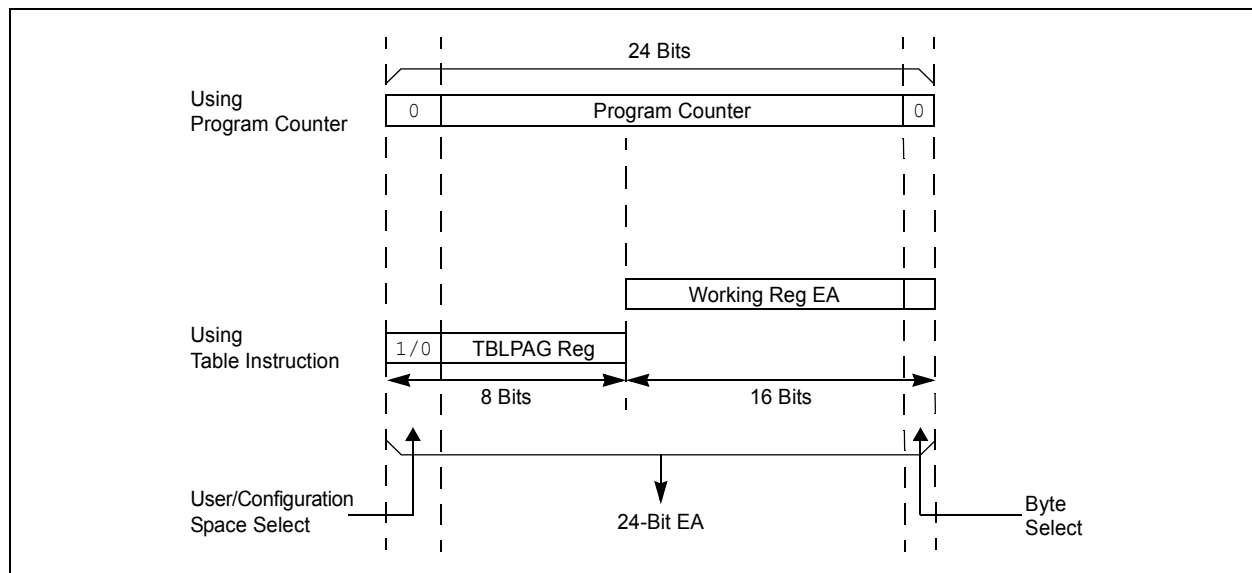 24 Bits
Using
Program Counter
0
Program Counter
0
Working Reg EA
Using
Table Instruction
1/0
TBLPAG Reg
8 Bits
16 Bits
User/Configuration
Space Select
24-Bit EA
Byte
Select